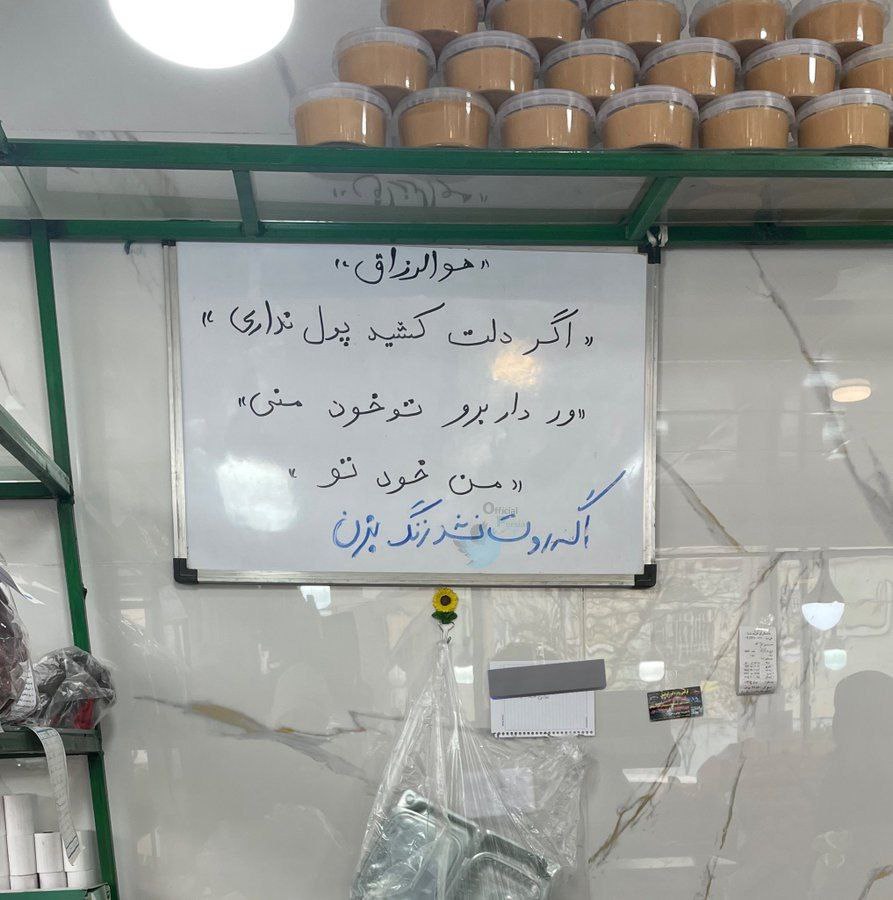 «هوالرزاق»
«اگر دلت کشید پول نداری»
«ور دار برو تو خود منی»
«من خود تو»
اگه روت نشد زنگ بزن
Official